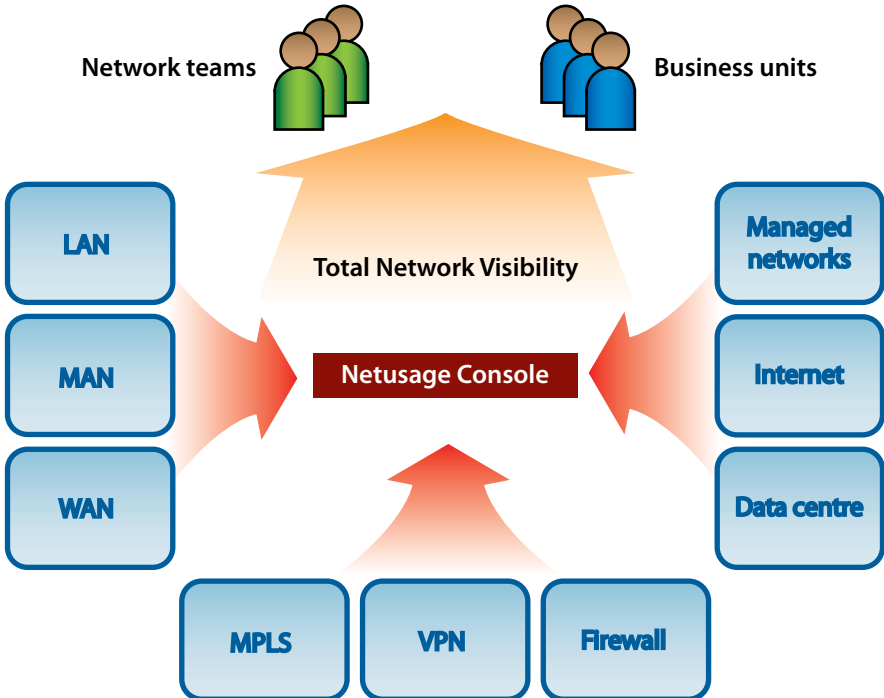 Network teams
Business units
LAN
Managed
networks
Total Network Visibility
MAN
Netusage Console
Internet
WAN
Data centre
MPLS
VPN
Firewall